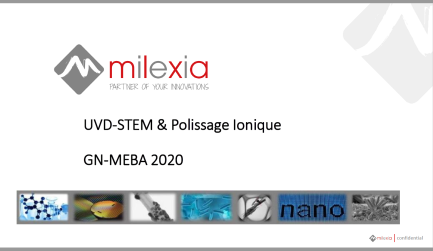 milexia
PARTNER OF YOUR INNOVATIONS
UVD-STEM & Polissage Ionique
GN-MEBA 2020
nano
milexia | confidential